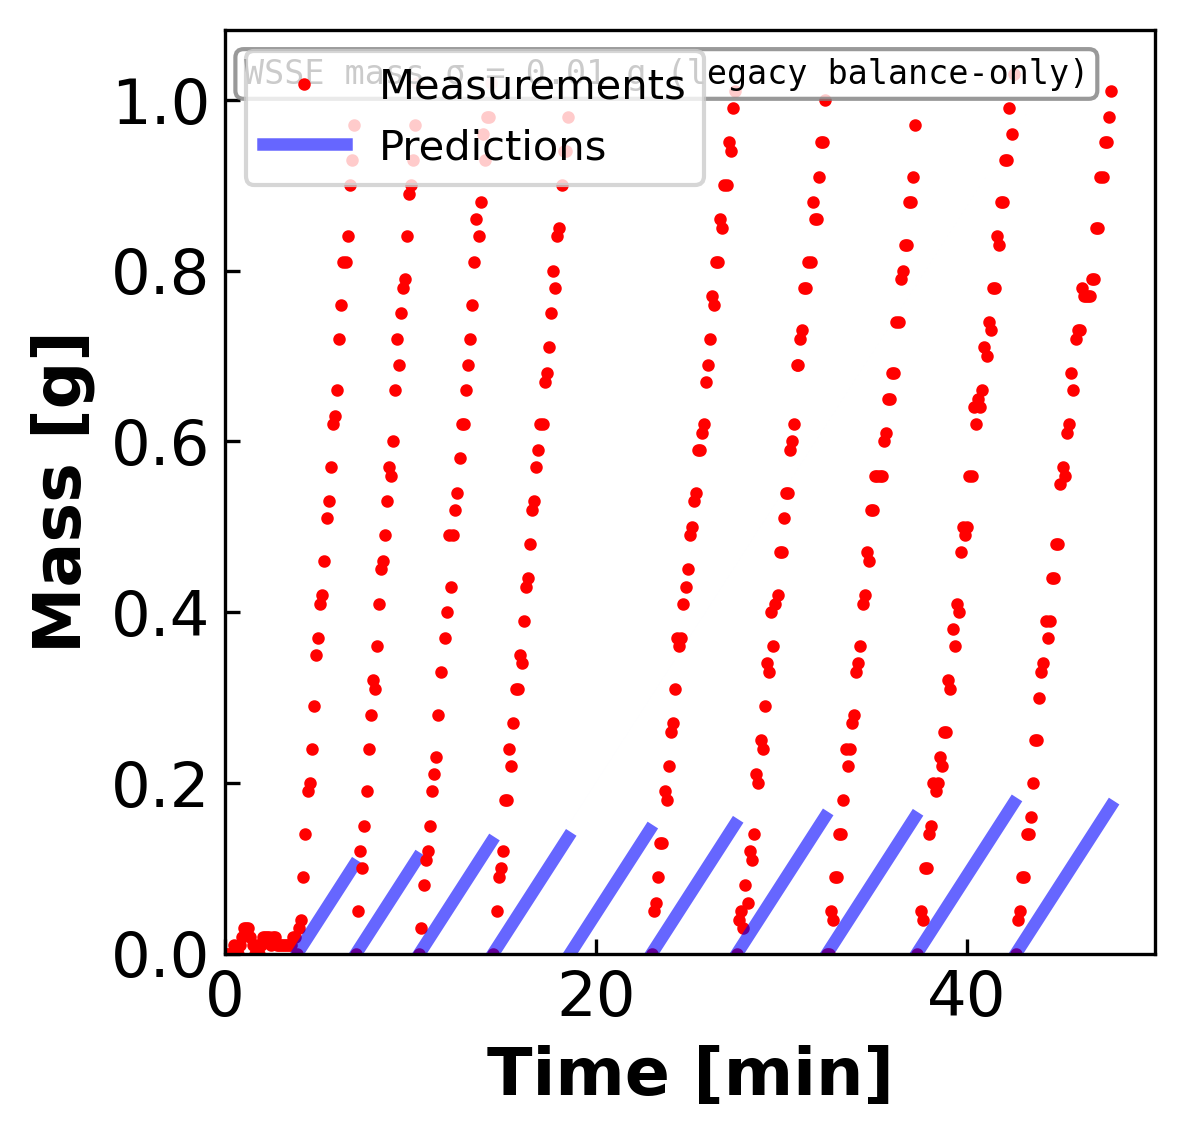 WSSE mass σ = 0.01 g (legacy balance-only)
Measurements
Predictions
1.0
0.8
0.6
0.4
0.2
0.0
0
20
40
Mass [g]
Time [min]